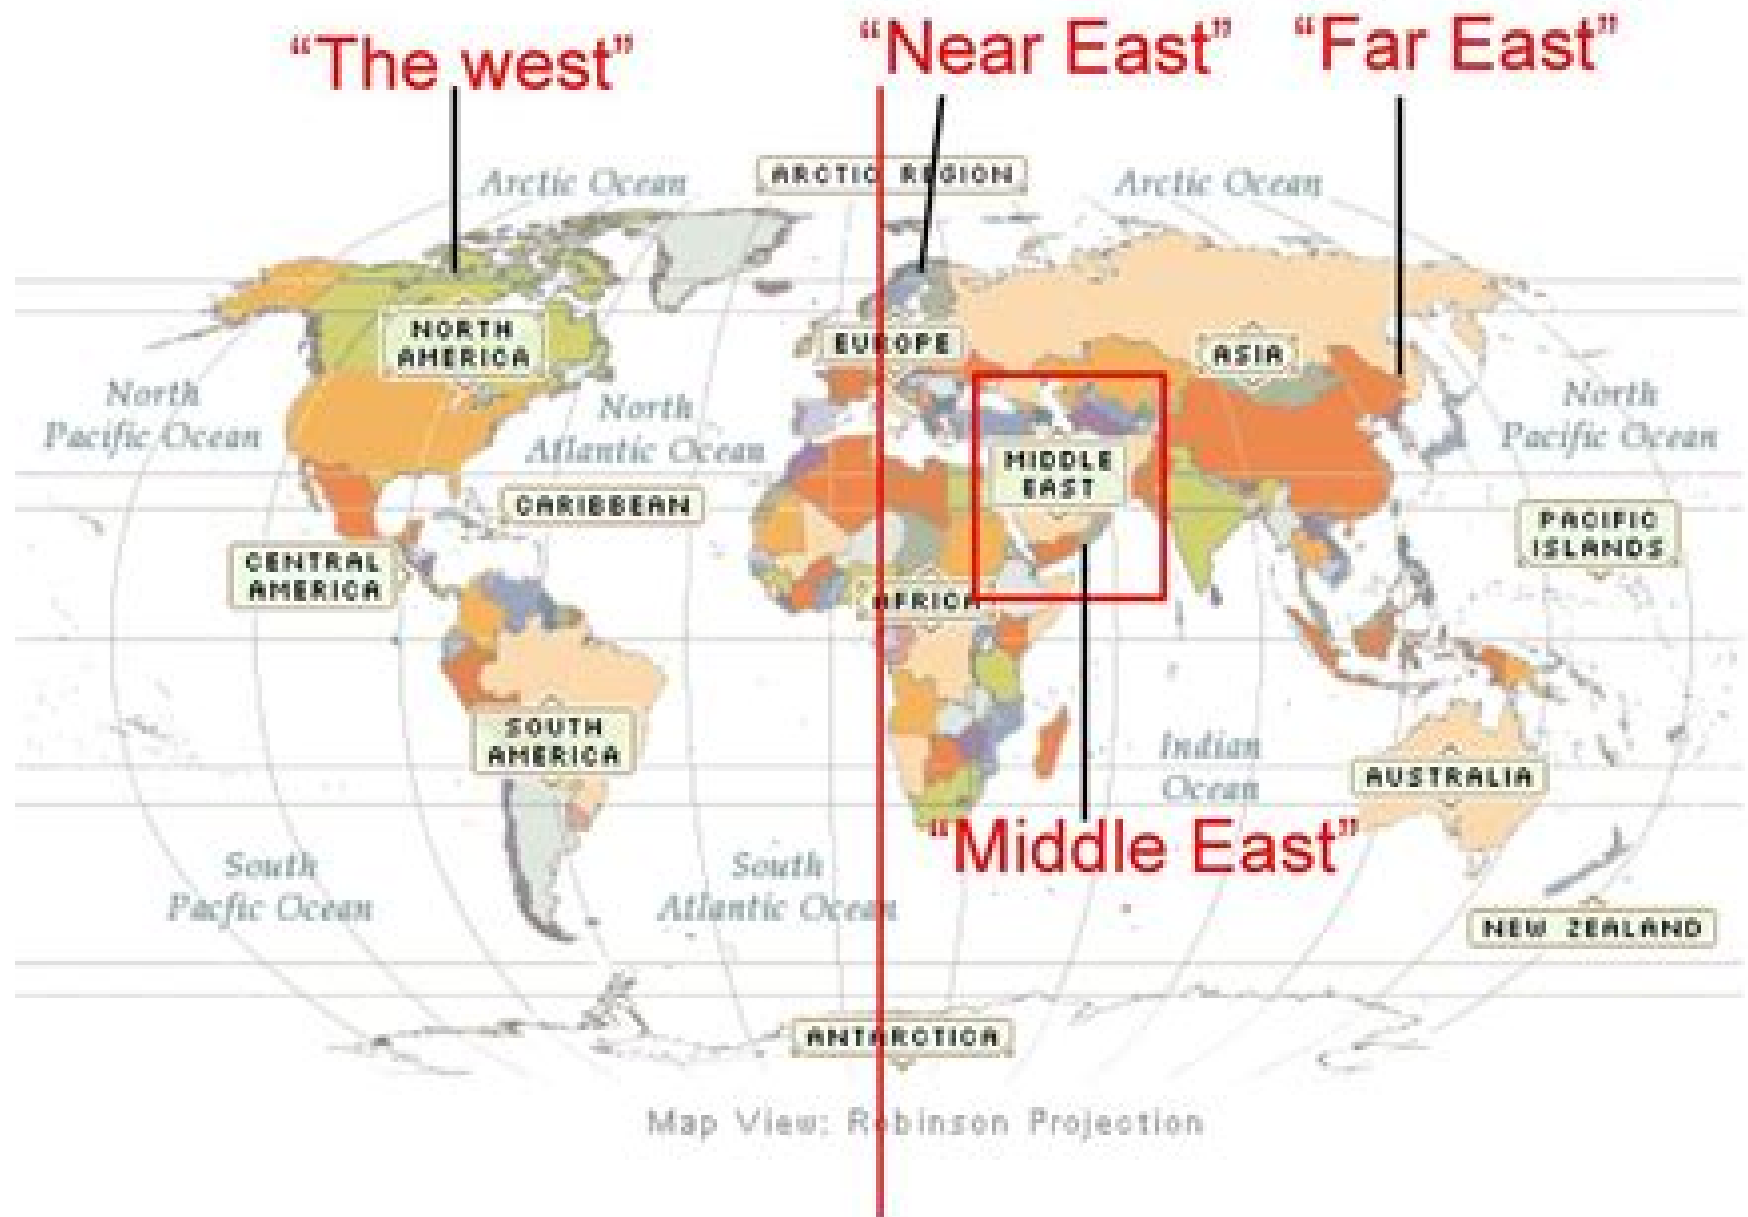 “The west”
“Near East”
“Far East”
ARCTIC REGION
Arctic Ocean
Arctic Ocean
NORTH
AMERICA
EUROPE
ASIA
North
Pacific Ocean
North
Atlantic Ocean
North
Pacific Ocean
MIDDLE
EAST
CARIBBEAN
PACIFIC
ISLANDS
CENTRAL
AMERICA
AFRICA
SOUTH
AMERICA
Indian
Ocean
AUSTRALIA
“Middle East”
South
Pacfic Ocean
South
Atlantic Ocean
NEW ZEALAND
ANTARCTICA
Map View: Robinson Projection